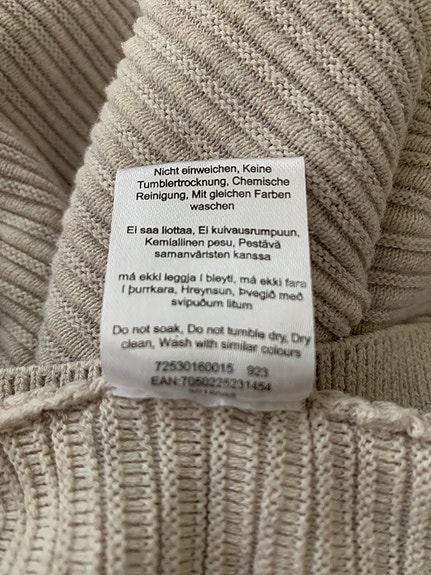 Nicht einweichen, Keine
Tumblertrocknung, Chemische
Reinigung, Mit gleichen Farben
waschen
Ei saa liottaa, Ei kuivausrumpuun,
Kemiallinen pesu, Pestävä
samanväristen kanssa
má ekki leggja í bleyti, má ekki fara
í þurrkara, Hreynsun, Þvegið með
svipuðum litum
Do not soak, Do not tumble dry, Dry
clean, Wash with similar colours
72530160015 923
EAN:7050225231454